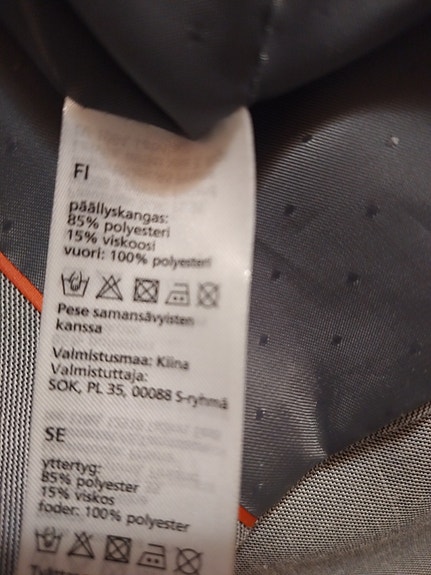 FI
päällyskangas:
85% polyesteri
15% viskoosi
vuori: 100% polyesteri
Pese samansävyisten
kanssa
Valmistusmaa: Kiina
Valmistuttaja:
SOK, PL 35, 00088 S-ryhmä
SE
yttertyg:
85% polyester
15% viskos
foder: 100% polyester